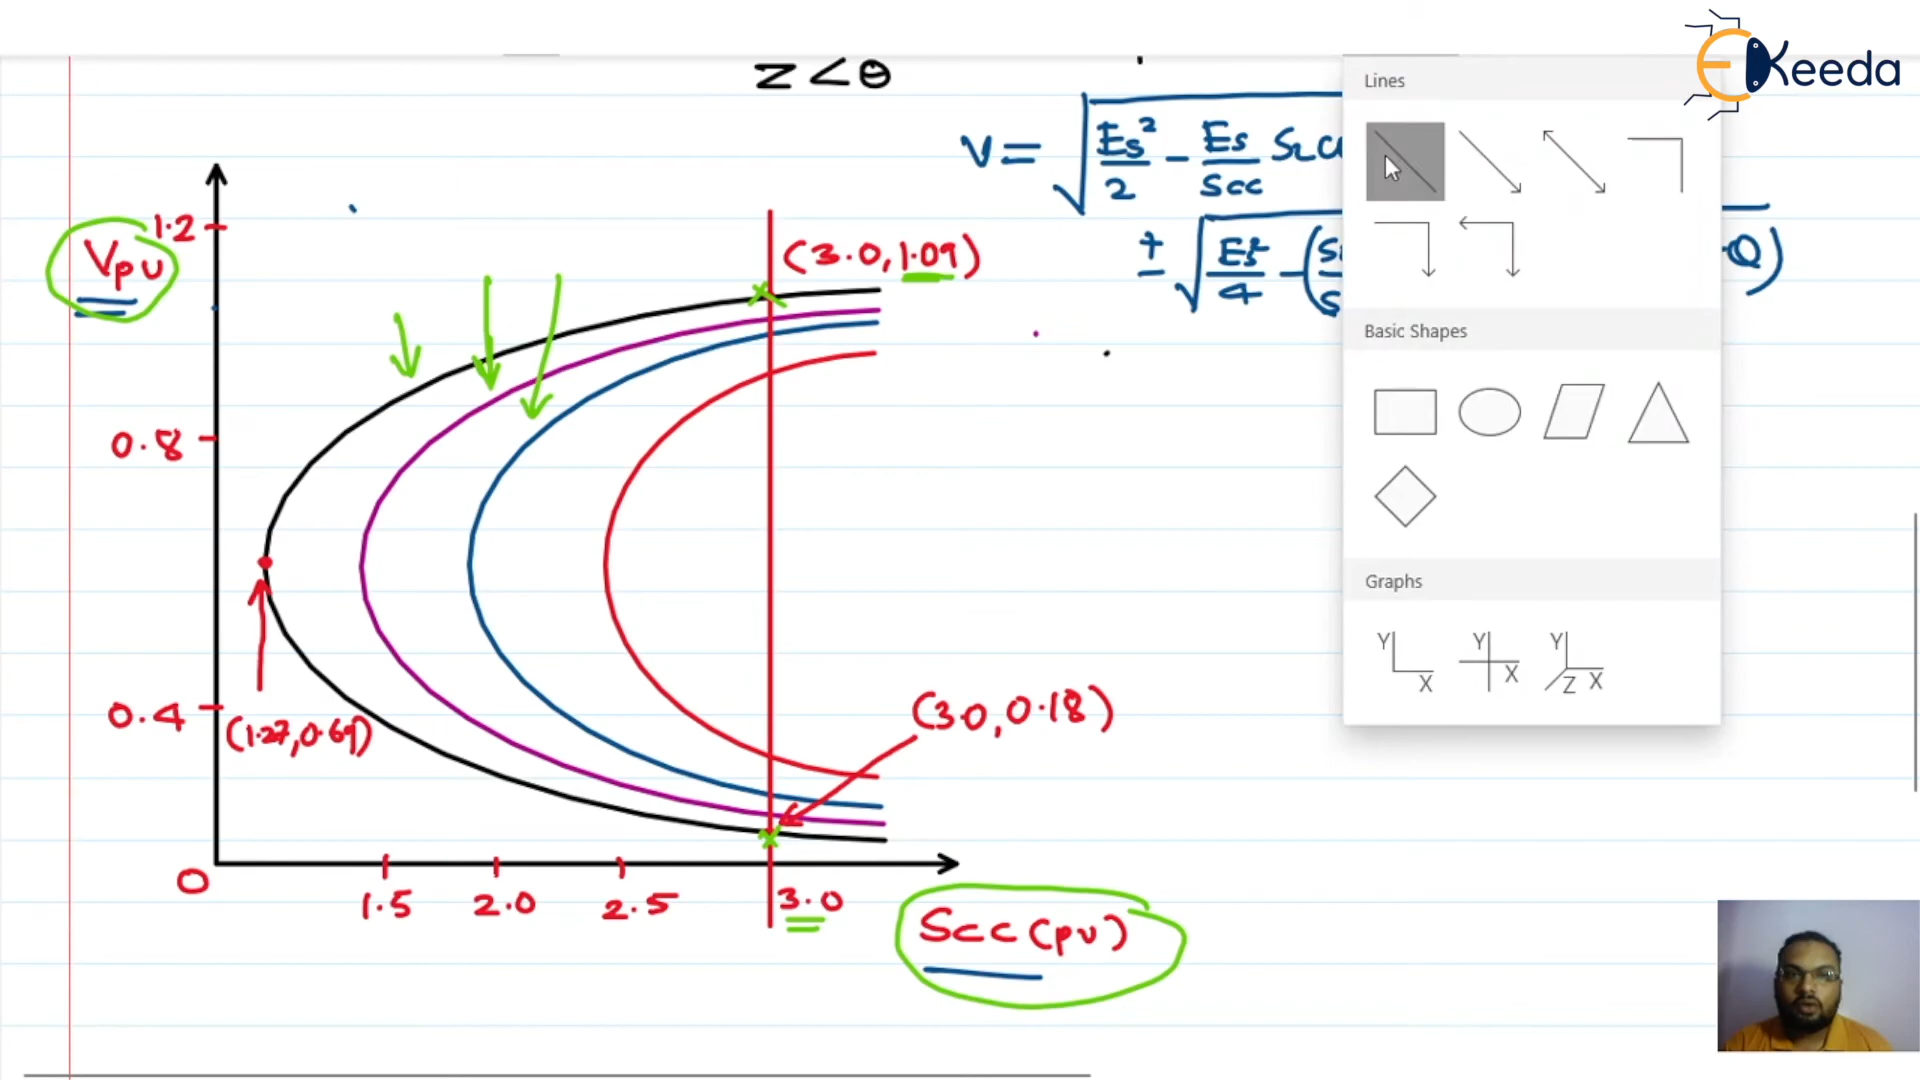 EKeeda
Z<θ
V= √ Es²/2 - Es/Scc
± √ Es²/4 - (
Q)
1.2
Vpu
(3.0,1.09)
0.8
0.4
(1.27,0.69)
(3.0,0.18)
0
1.5 2.0 2.5 3.0
Scc (pu)
Lines
Basic Shapes
Graphs
Y X Y X Y Z X